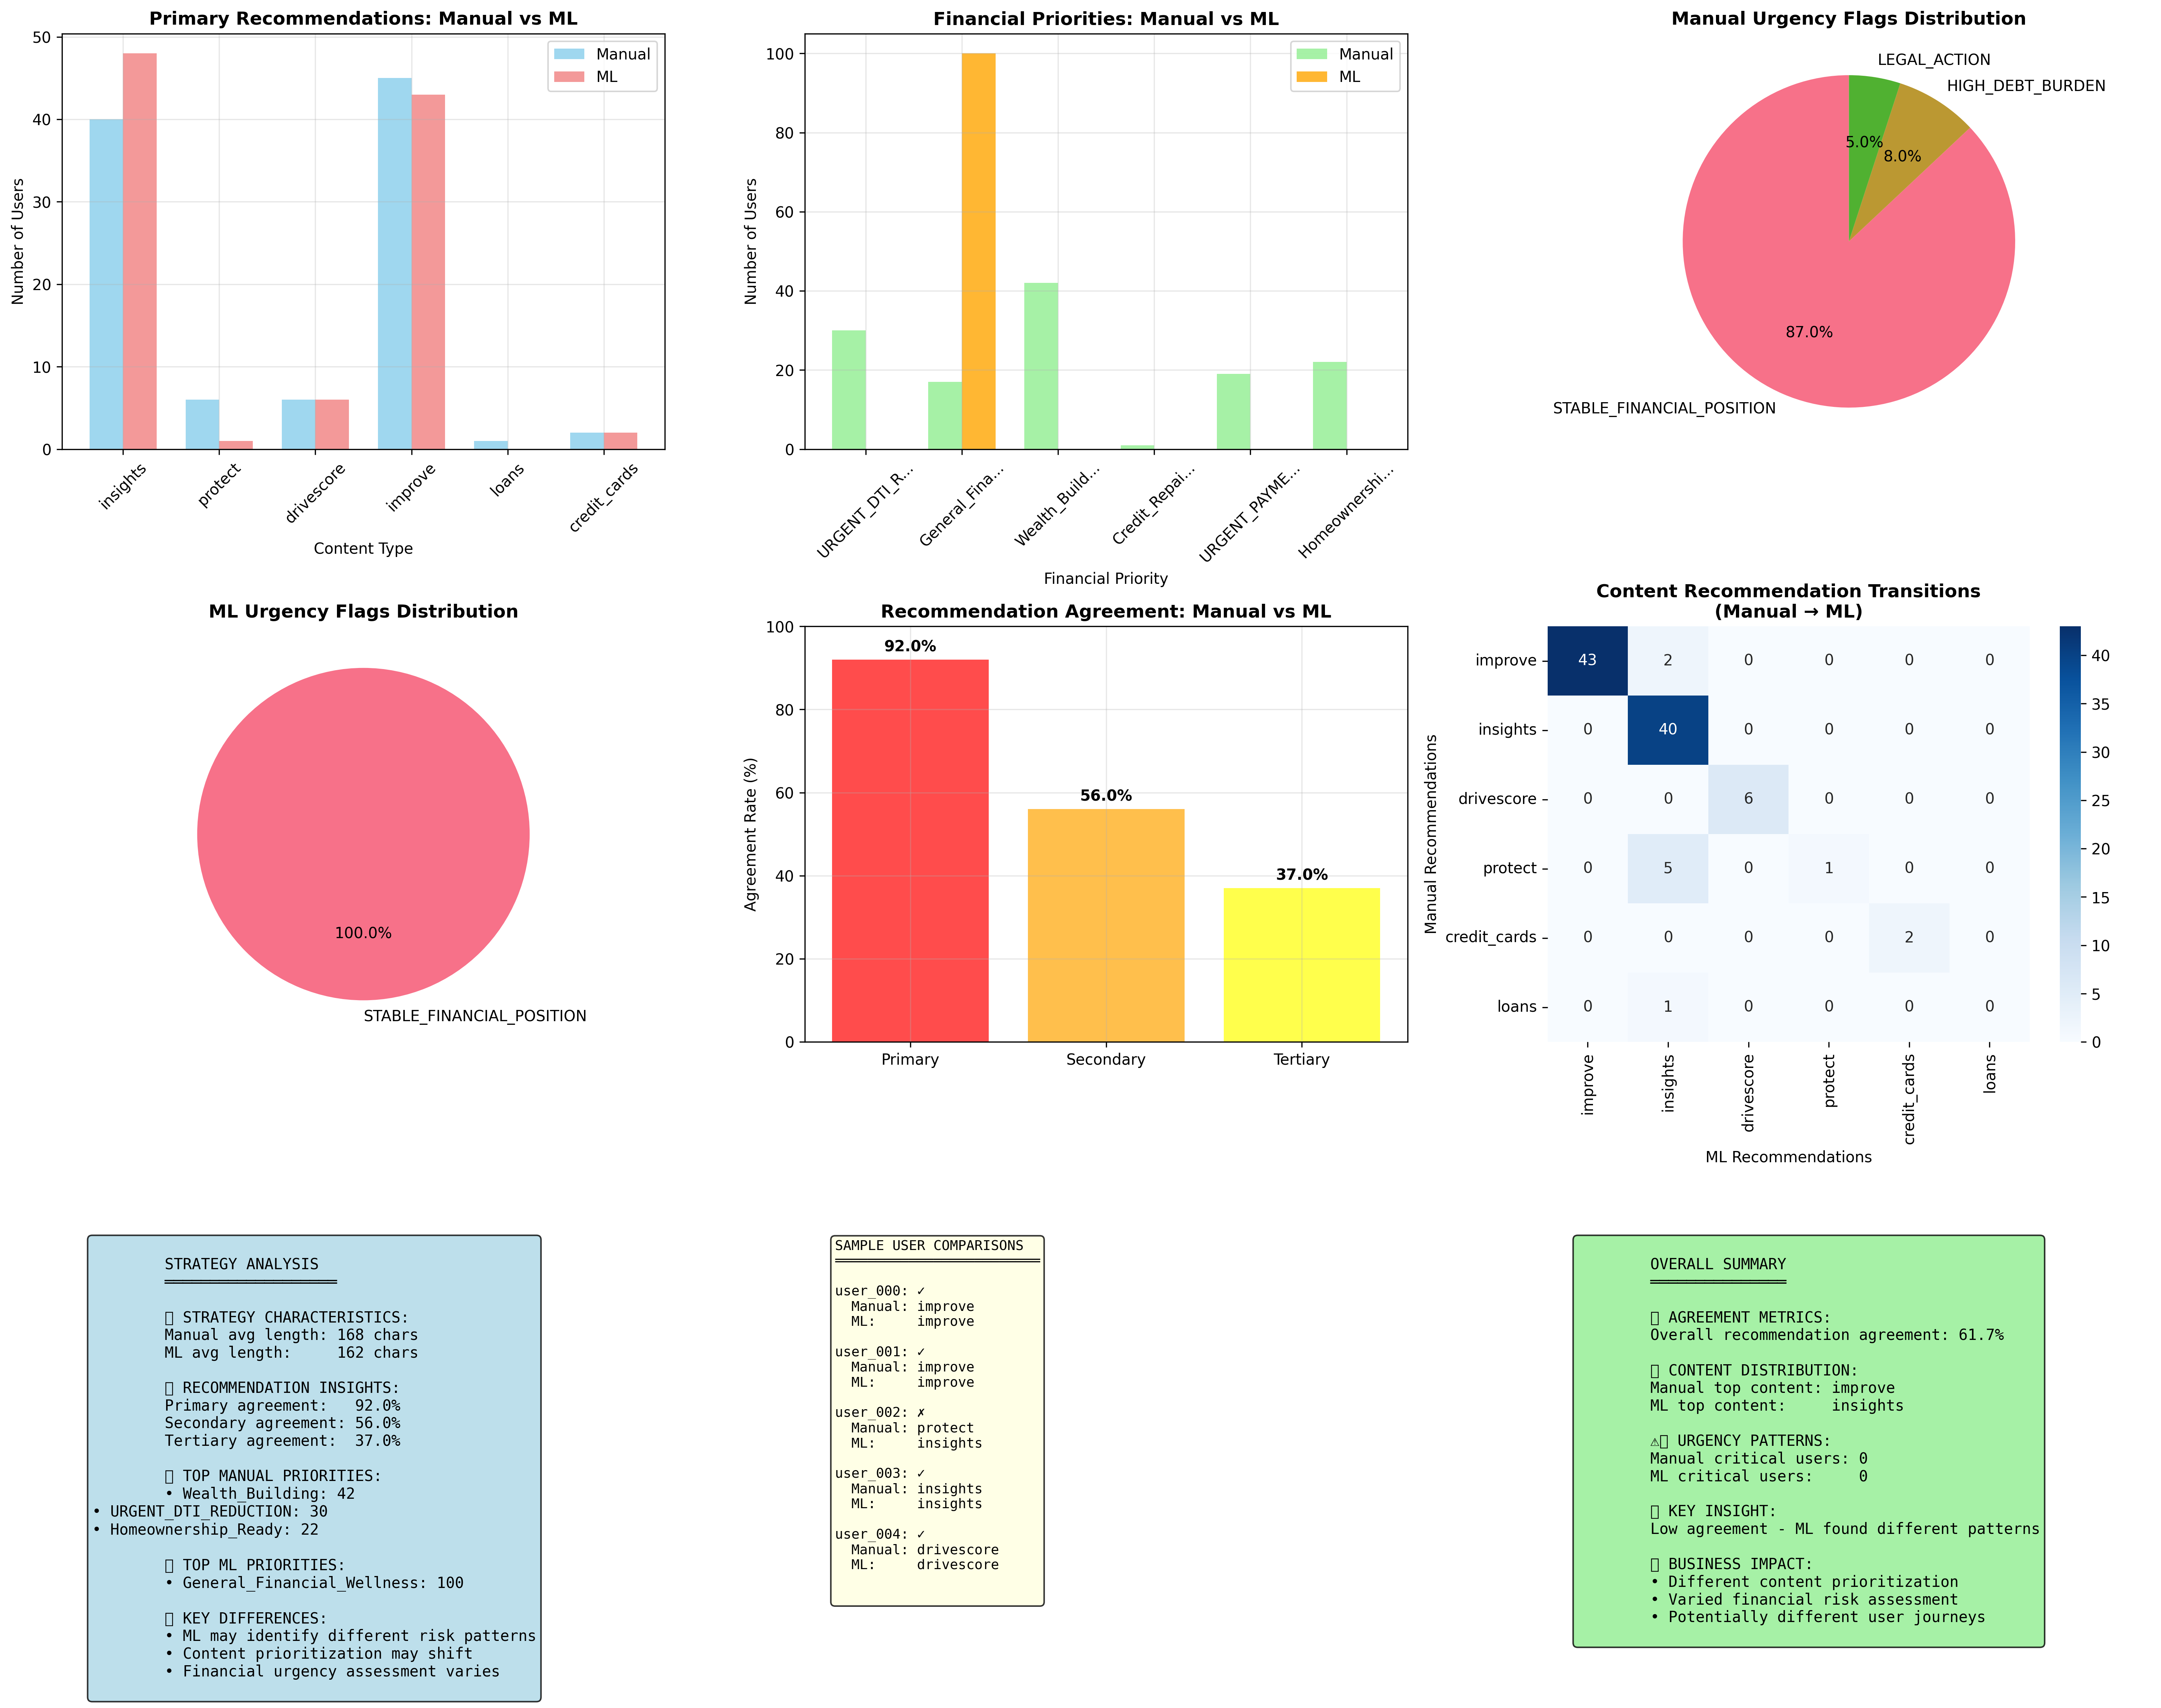 Primary Recommendations: Manual vs ML
Number of Users
50
40
30
20
10
0
Manual
ML
insights
protect
drivescore
improve
loans
credit_cards
Content Type
Financial Priorities: Manual vs ML
Number of Users
100
80
60
40
20
0
Manual
ML
URGENT_DTI_R...
General_Fina...
Wealth_Build...
Credit_Repai...
URGENT_PAYME...
Homeownershi...
Financial Priority
Manual Urgency Flags Distribution
LEGAL_ACTION
HIGH_DEBT_BURDEN
5.0%
8.0%
87.0%
STABLE_FINANCIAL_POSITION
ML Urgency Flags Distribution
100.0%
STABLE_FINANCIAL_POSITION
Recommendation Agreement: Manual vs ML
Agreement Rate (%)
100
80
60
40
20
0
92.0%
56.0%
37.0%
Primary
Secondary
Tertiary
Content Recommendation Transitions
(Manual → ML)
Manual Recommendations
improve 43 2 0 0 0 0
insights 0 40 0 0 0 0
drivescore 0 0 6 0 0 0
protect 0 5 0 1 0 0
credit_cards 0 0 0 0 2 0
loans 0 1 0 0 0 0
improve
insights
drivescore
protect
credit_cards
loans
ML Recommendations
40
35
30
25
20
15
10
5
0
STRATEGY ANALYSIS
STRATEGY CHARACTERISTICS:
Manual avg length: 168 chars
ML avg length: 162 chars
RECOMMENDATION INSIGHTS:
Primary agreement: 92.0%
Secondary agreement: 56.0%
Tertiary agreement: 37.0%
TOP MANUAL PRIORITIES:
• Wealth_Building: 42
• URGENT_DTI_REDUCTION: 30
• Homeownership_Ready: 22
TOP ML PRIORITIES:
• General_Financial_Wellness: 100
KEY DIFFERENCES:
• ML may identify different risk patterns
• Content prioritization may shift
• Financial urgency assessment varies
SAMPLE USER COMPARISONS
user_000: ✓
Manual: improve
ML: improve
user_001: ✓
Manual: improve
ML: improve
user_002: ✗
Manual: protect
ML: insights
user_003: ✓
Manual: insights
ML: insights
user_004: ✓
Manual: drivescore
ML: drivescore
OVERALL SUMMARY
AGREEMENT METRICS:
Overall recommendation agreement: 61.7%
CONTENT DISTRIBUTION:
Manual top content: improve
ML top content: insights
⚠ URGENCY PATTERNS:
Manual critical users: 0
ML critical users: 0
KEY INSIGHT:
Low agreement - ML found different patterns
BUSINESS IMPACT:
• Different content prioritization
• Varied financial risk assessment
• Potentially different user journeys